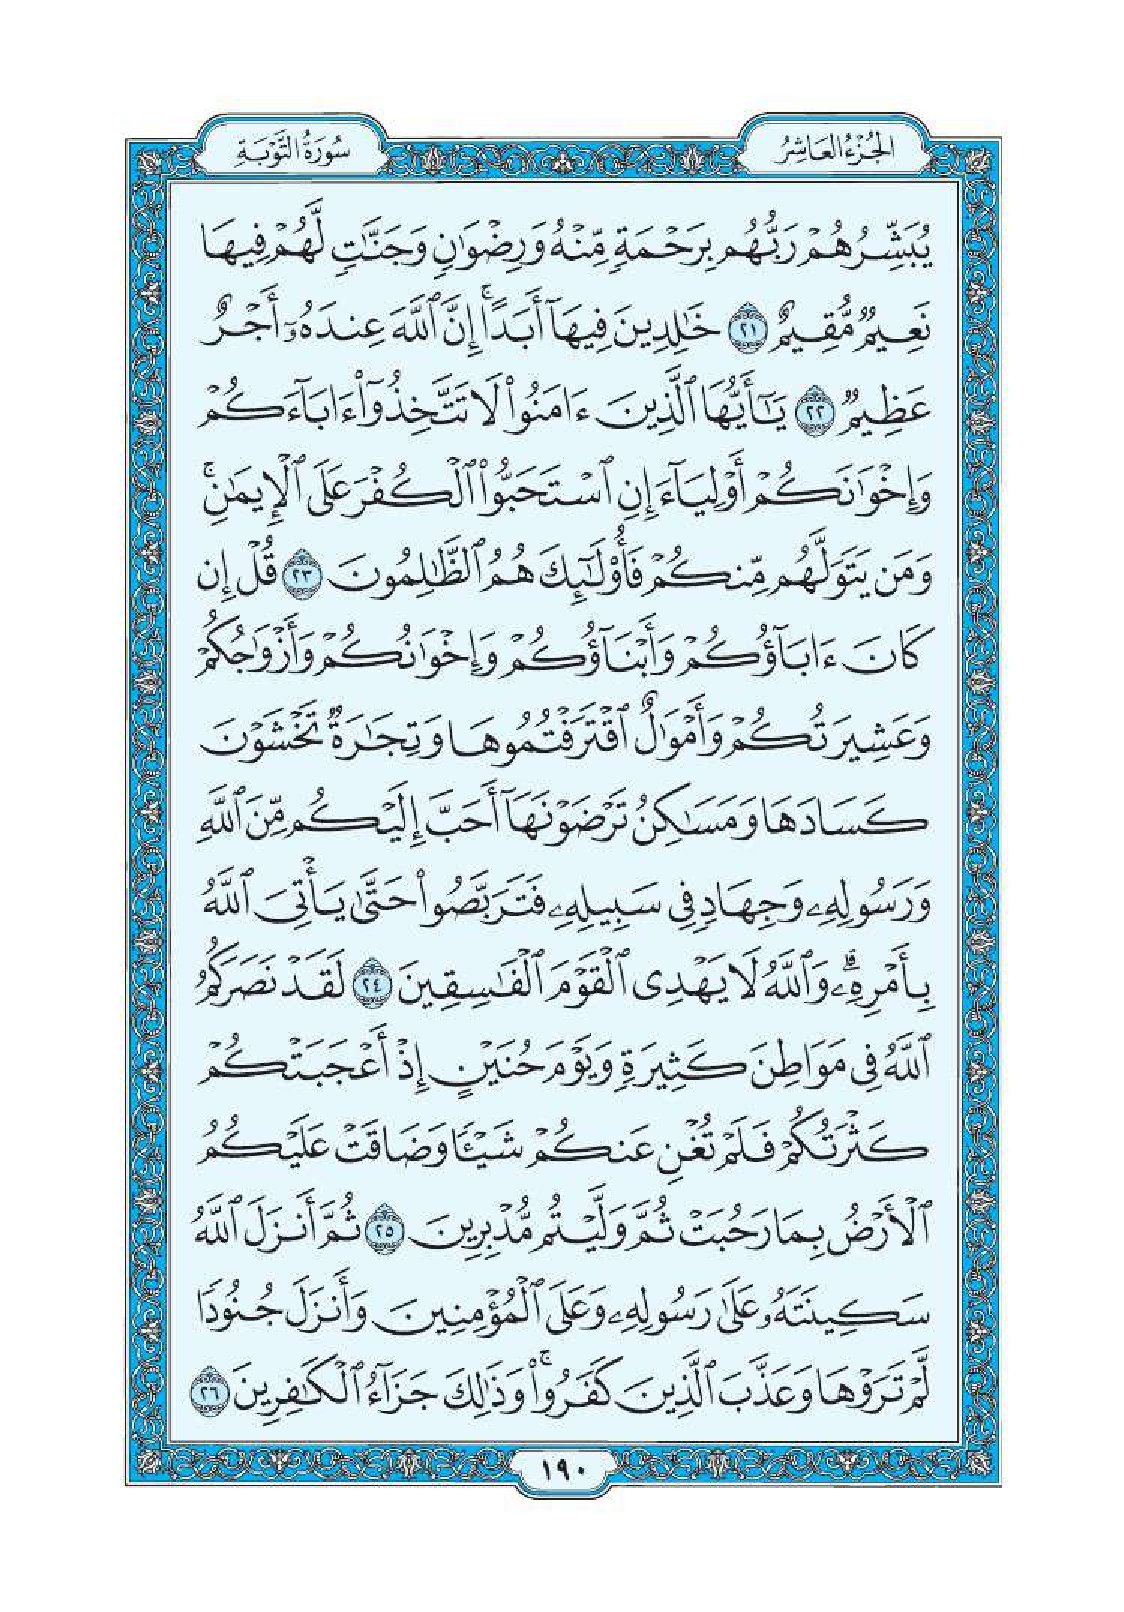 الجُزْءُ العَاشِرُ
سُورَةُ التَّوْبَةِ
يُبَشِّرُهُمْ رَبُّهُم بِرَحْمَةٍ مِّنْهُ وَرِضْوَانٍ وَجَنَّاتٍ لَّهُمْ فِيهَا
نَعِيمٌ مُّقِيمٌ ٢١ خَالِدِينَ فِيهَآ أَبَدًا ۚ إِنَّ ٱللَّهَ عِندَهُۥٓ أَجْرٌ
عَظِيمٌ ٢٢ يَـٰٓأَيُّهَا ٱلَّذِينَ ءَامَنُوا۟ لَا تَتَّخِذُوٓا۟ ءَابَآءَكُمْ
وَإِخْوَٰنَكُمْ أَوْلِيَآءَ إِنِ ٱسْتَحَبُّوا۟ ٱلْكُفْرَ عَلَى ٱلْإِيمَـٰنِ ۚ
وَمَن يَتَوَلَّهُم مِّنكُمْ فَأُو۟لَـٰٓئِكَ هُمُ ٱلظَّـٰلِمُونَ ٢٣ قُلْ إِن
كَانَ ءَابَآؤُكُمْ وَأَبْنَآؤُكُمْ وَإِخْوَٰنُكُمْ وَأَزْوَٰجُكُمْ
وَعَشِيرَتُكُمْ وَأَمْوَٰلٌ ٱقْتَرَفْتُمُوهَا وَتِجَـٰرَةٌ تَخْشَوْنَ
كَسَادَهَا وَمَسَـٰكِنُ تَرْضَوْنَهَآ أَحَبَّ إِلَيْكُم مِّنَ ٱللَّهِ
وَرَسُولِهِۦ وَجِهَادٍ فِى سَبِيلِهِۦ فَتَرَبَّصُوا۟ حَتَّىٰ يَأْتِىَ ٱللَّهُ
بِأَمْرِهِۦ ۗ وَٱللَّهُ لَا يَهْدِى ٱلْقَوْمَ ٱلْفَـٰسِقِينَ ٢٤ لَقَدْ نَصَرَكُمُ
ٱللَّهُ فِى مَوَاطِنَ كَثِيرَةٍ وَيَوْمَ حُنَيْنٍ إِذْ أَعْجَبَتْكُمْ
كَثْرَتُكُمْ فَلَمْ تُغْنِ عَنكُمْ شَيْـًٔا وَضَاقَتْ عَلَيْكُمُ
ٱلْأَرْضُ بِمَا رَحُبَتْ ثُمَّ وَلَّيْتُم مُّدْبِرِينَ ٢٥ ثُمَّ أَنزَلَ ٱللَّهُ
سَكِينَتَهُۥ عَلَىٰ رَسُولِهِۦ وَعَلَى ٱلْمُؤْمِنِينَ وَأَنزَلَ جُنُودًا
لَّمْ تَرَوْهَا وَعَذَّبَ ٱلَّذِينَ كَفَرُوا۟ ۚ وَذَٰلِكَ جَزَآءُ ٱلْكَـٰفِرِينَ ٢٦
١٩٠